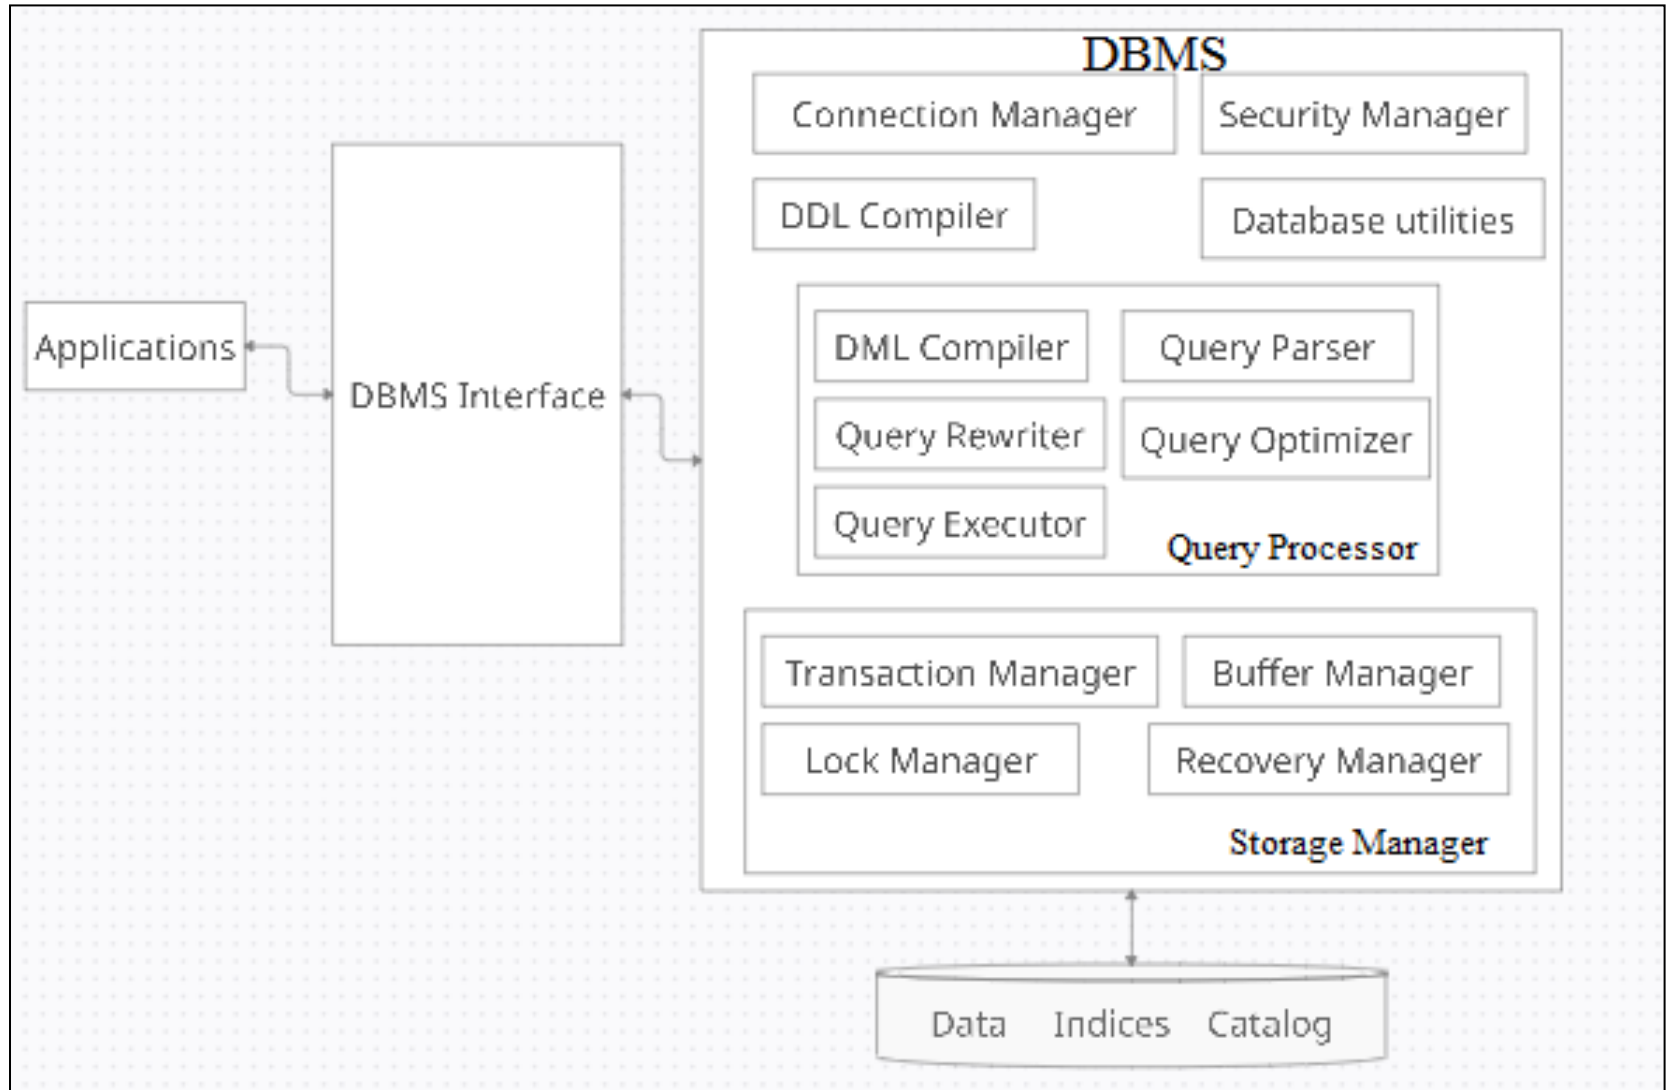 DBMS
Connection Manager
Security Manager
DDL Compiler
Database utilities
Applications
DBMS Interface
DML Compiler
Query Parser
Query Rewriter
Query Optimizer
Query Executor
Query Processor
Transaction Manager
Buffer Manager
Lock Manager
Recovery Manager
Storage Manager
Data Indices Catalog